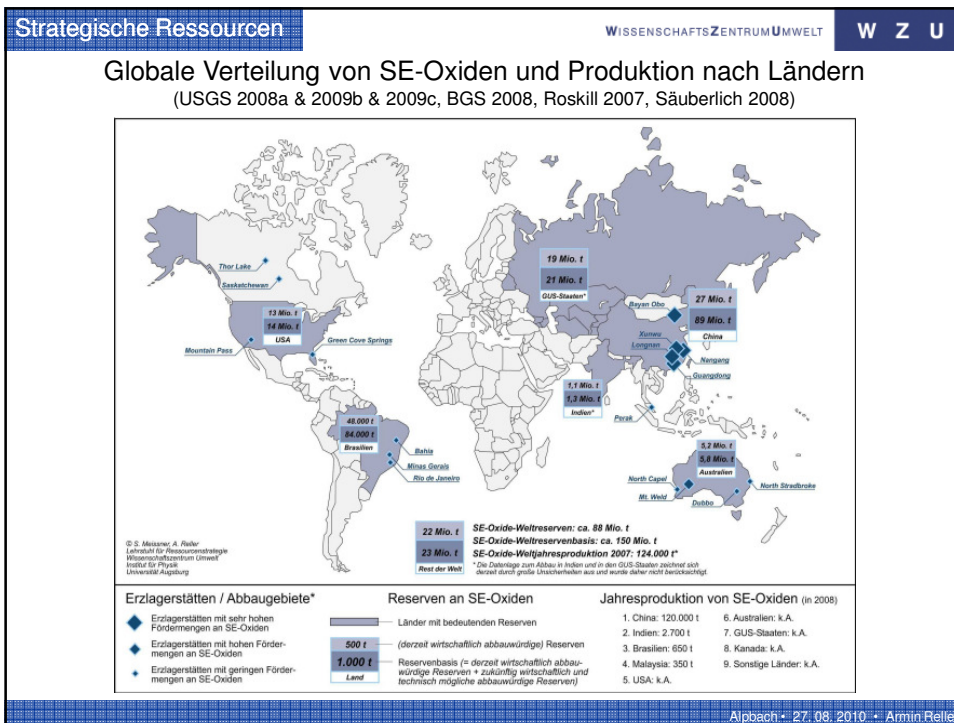 Strategische Ressourcen
WISSENSCHAFTSZENTRUMUMWELT
W Z U
Globale Verteilung von SE-Oxiden und Produktion nach Ländern
(USGS 2008a & 2009b & 2009c, BGS 2008, Roskill 2007, Säuberlich 2008)
Thor Lake
Saskatchewan
13 Mio. t
14 Mio. t
USA
Mountain Pass
Green Cove Springs
19 Mio. t
21 Mio. t
GUS-Staaten*
Bayan Obo
27 Mio. t
89 Mio. t
China
Xunwu
Longnan
Nangang
Guangdong
1,1 Mio. t
1,3 Mio. t
Indien*
Perak
48.000 t
84.000 t
Brasilien
Bahia
Minas Gerais
Rio de Janeiro
5,2 Mio. t
5,8 Mio. t
Australien
North Capel
Mt. Weld
Dubbo
North Stradbroke
22 Mio. t
23 Mio. t
Rest der Welt
SE-Oxide-Weltreserven: ca. 88 Mio. t
SE-Oxide-Weltreservenbasis: ca. 150 Mio. t
SE-Oxide-Weltjahresproduktion 2007: 124.000 t*
* Die Datenlage zum Abbau in Indien und in den GUS-Staaten zeichnet sich
derzeit durch große Unsicherheiten aus und wurde daher nicht berücksichtigt.
© S. Meissner, A. Reller
Lehrstuhl für Ressourcenstrategie
Wissenschaftszentrum Umwelt
Institut für Physik
Universität Augsburg
Erzlagerstätten / Abbaugebiete*
Erzlagerstätten mit sehr hohen
Fördermengen an SE-Oxiden
Erzlagerstätten mit hohen Förder-
mengen an SE-Oxiden
Erzlagerstätten mit geringen Förder-
mengen an SE-Oxiden
Reserven an SE-Oxiden
Länder mit bedeutenden Reserven
500 t
(derzeit wirtschaftlich abbauwürdige) Reserven
1.000 t
Land
Reservenbasis (= derzeit wirtschaftlich abbau-
würdige Reserven + zukünftig wirtschaftlich und
technisch mögliche abbauwürdige Reserven)
Jahresproduktion von SE-Oxiden (in 2008)
1. China: 120.000 t
2. Indien: 2.700 t
3. Brasilien: 650 t
4. Malaysia: 350 t
5. USA: k.A.
6. Australien: k.A.
7. GUS-Staaten: k.A.
8. Kanada: k.A.
9. Sonstige Länder: k.A.
Alpbach • 27. 08. 2010 • Armin Relle